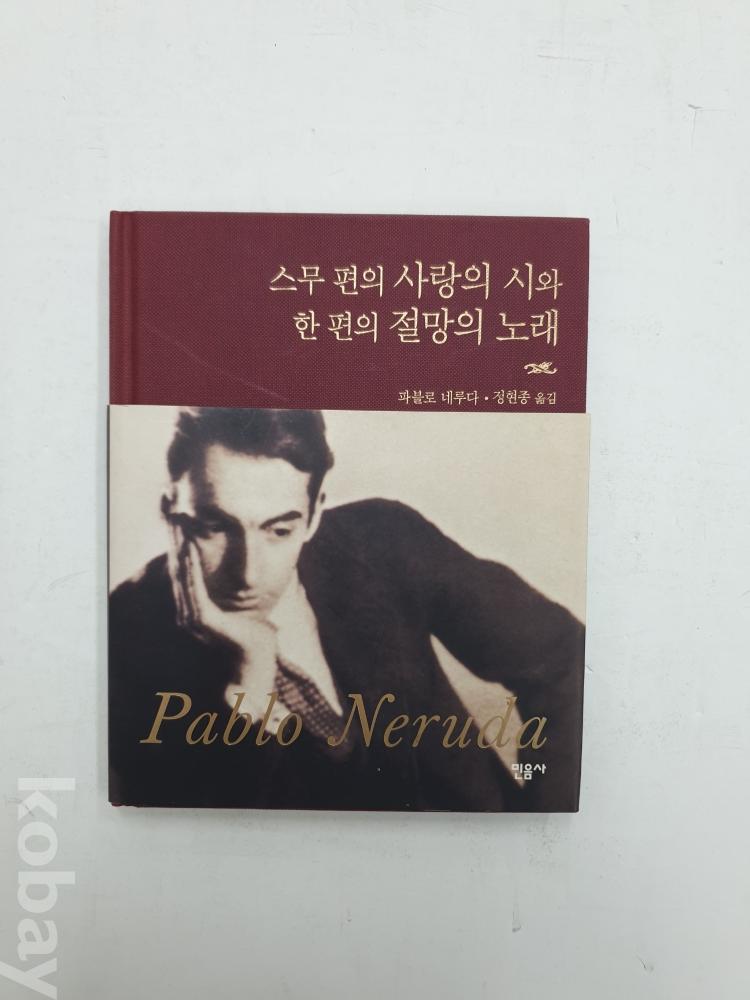 스무 편의 사랑의 시와
한 편의 절망의 노래
파블로 네루다 • 정현종 옮김
Pablo Neruda
민음사
kobay